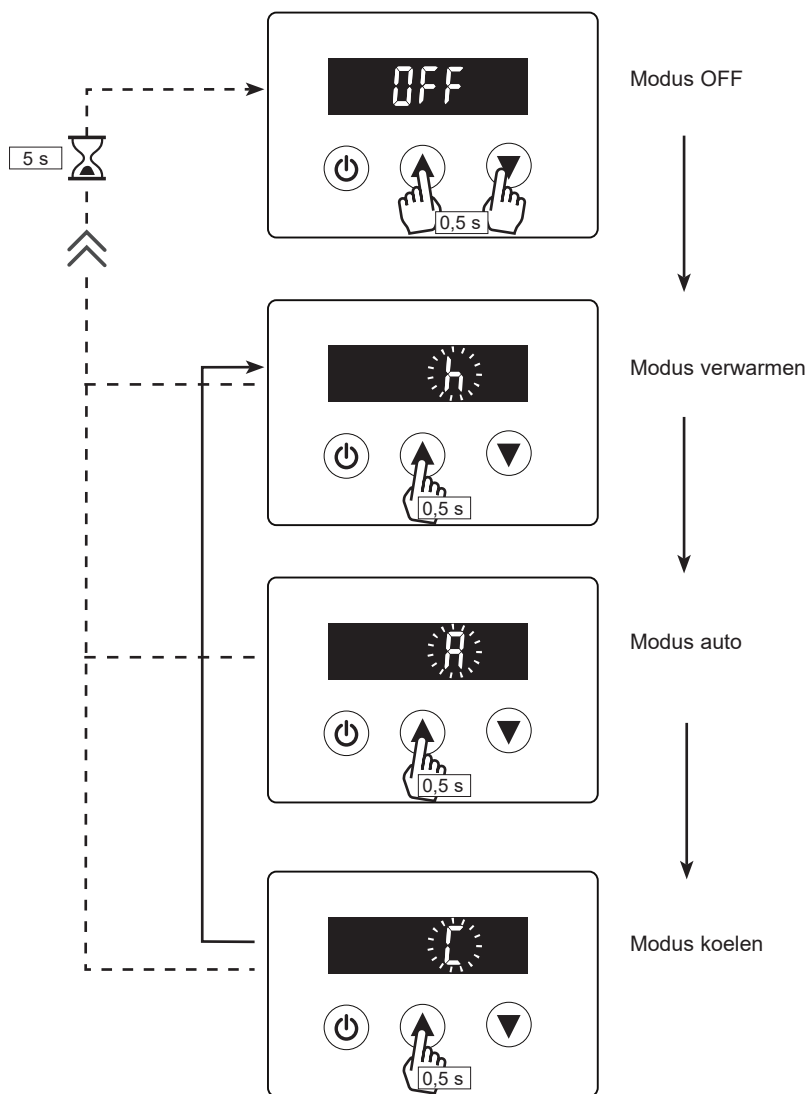 OFF
Modus OFF
5 s
0,5 s
h
Modus verwarmen
0,5 s
A
Modus auto
0,5 s
C
Modus koelen
0,5 s